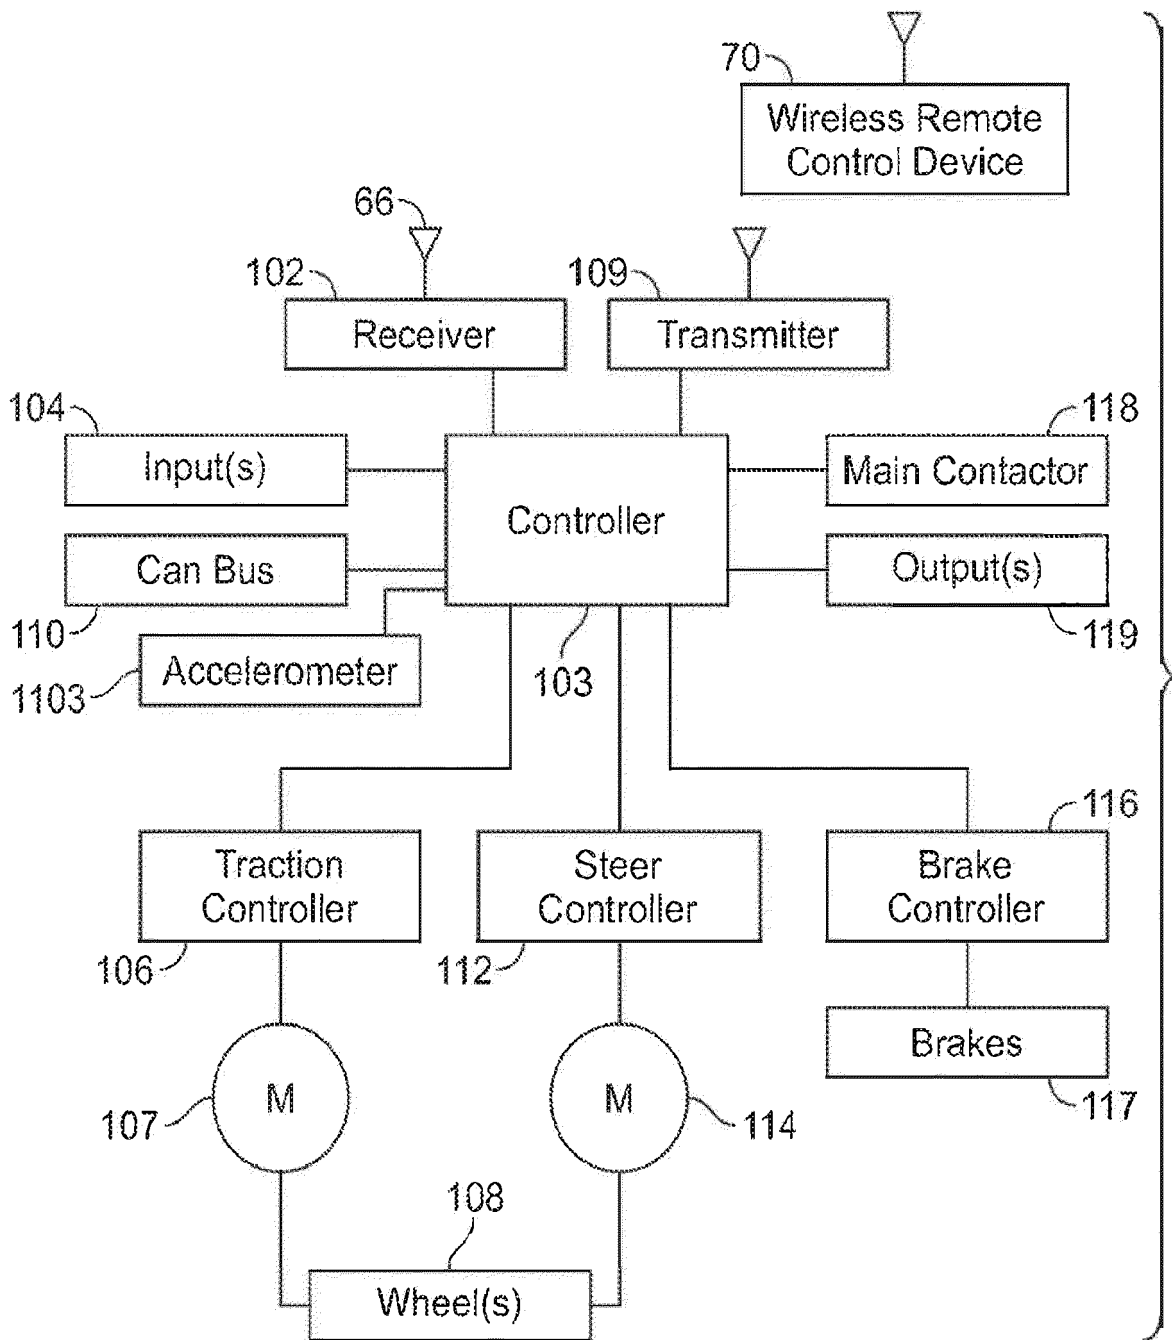 70
Wireless Remote
Control Device
66
102
109
Receiver
Transmitter
104
118
Input(s)
Controller
Main Contactor
Can Bus
Output(s)
110
119
Accelerometer
1103
103
116
Traction
Controller
Steer
Controller
Brake
Controller
106
112
M
M
Brakes
107
114
117
108
Wheel(s)